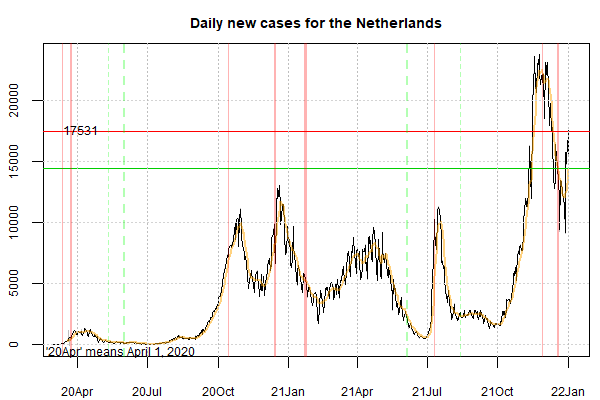 Daily new cases for the Netherlands
20000
15000
10000
5000
0
17531
'20Apr' means April 1, 2020
20Apr 20Jul 20Oct 21Jan 21Apr 21Jul 21Oct 22Jan